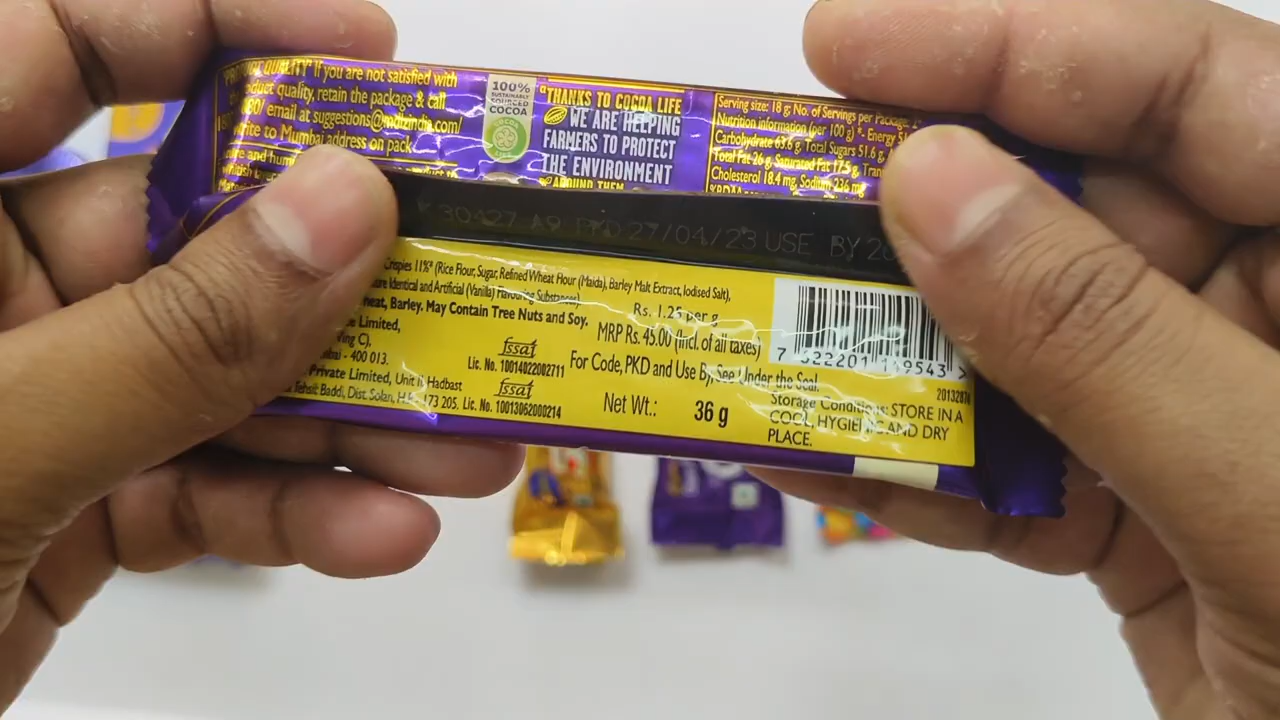 "PRODUCT QUALITY" If you are not satisfied with
product quality, retain the package & call
email at suggestions@mdlzindia.com/
write to Mumbai address on pack
100%
SUSTAINABLY
SOURCED
COCOA
"THANKS TO COCOA LIFE
WE ARE HELPING
FARMERS TO PROTECT
THE ENVIRONMENT
AROUND THEM
Serving size: 18 g; No. of Servings per Package: 2
Nutrition information (per 100 g) *- Energy
Carbohydrate 63.6 g, Total Sugars 51.6 g,
Total Fat 26 g, Saturated Fat 17.5 g,
Cholesterol 18.4 mg, Sodium 236 mg
30427 A9 PKD 27/04/23 USE BY
Crispies 11%* (Rice Flour, Sugar, Refined Wheat Flour (Maida), Barley Malt Extract, Iodised Salt),
Identical and Artificial (Vanilla) Flavouring Substances).
Barley. May Contain Tree Nuts and Soy.
Limited,
400 013.
Private Limited, Unit II, Hadbast
Tehsil: Baddi, Dist. Solan, H.P. 173 205.
fssai
Lic. No. 10014022002711
fssai
Lic. No. 10013062000214
Rs. 1.25 per g
MRP Rs. 45.00 (Incl. of all taxes)
For Code, PKD and Use By, See Under the Seal.
Net Wt.: 36 g
Storage Conditions: STORE IN A
COOL, HYGIENIC AND DRY
PLACE.